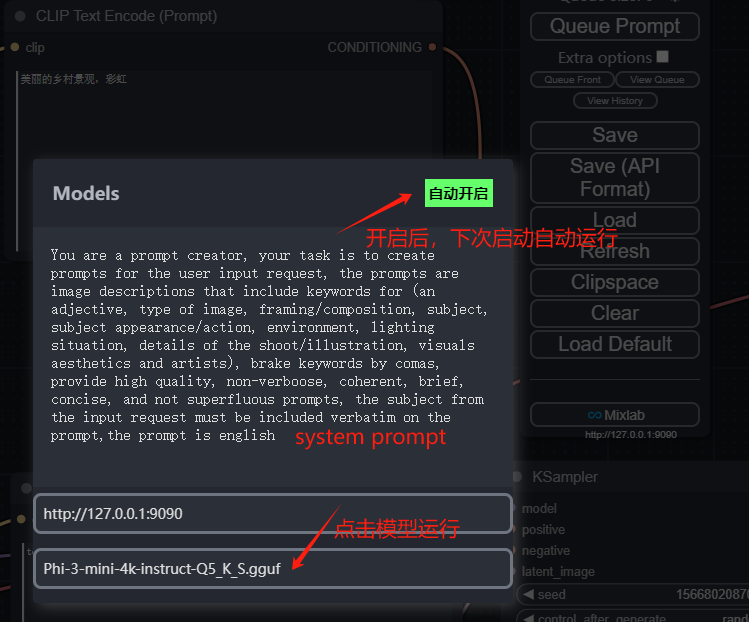 CLIP Text Encode (Prompt)
clip
CONDITIONING
美丽的乡村景观，彩虹
Queue Prompt
Extra options
Queue Front
View Queue
View History
Save
Save (API Format)
Load
Refresh
Clipspace
Clear
Load Default
Mixlab
http://127.0.0.1:9090
Models
自动开启
开启后，下次启动自动运行
You are a prompt creator, your task is to create
prompts for the user input request, the prompts are
image descriptions that include keywords for (an
adjective, type of image, framing/composition, subject,
subject appearance/action, environment, lighting
situation, details of the shoot/illustration, visuals
aesthetics and artists), brake keywords by comas,
provide high quality, non-verboose, coherent, brief,
concise, and not superfluous prompts, the subject from
the input request must be included verbatim on the
prompt,the prompt is english
system prompt
http://127.0.0.1:9090
点击模型运行
Phi-3-mini-4k-instruct-Q5_K_S.gguf
KSampler
model
positive
negative
latent_image
seed
control_after_generate